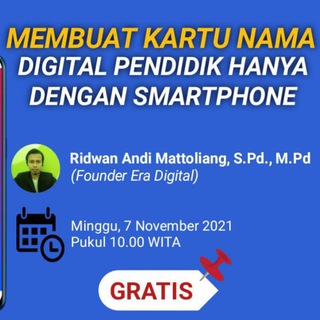 MEMBUAT KARTU NAMA
DIGITAL PENDIDIK HANYA
DENGAN SMARTPHONE
Ridwan Andi Mattoliang, S.Pd., M.Pd
(Founder Era Digital)
Minggu, 7 November 2021
Pukul 10.00 WITA
GRATIS